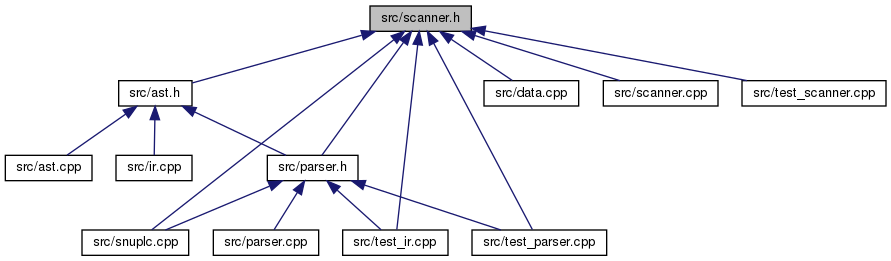 src/scanner.h
src/ast.h
src/data.cpp
src/scanner.cpp
src/test_scanner.cpp
src/ast.cpp
src/ir.cpp
src/parser.h
src/snuplc.cpp
src/parser.cpp
src/test_ir.cpp
src/test_parser.cpp